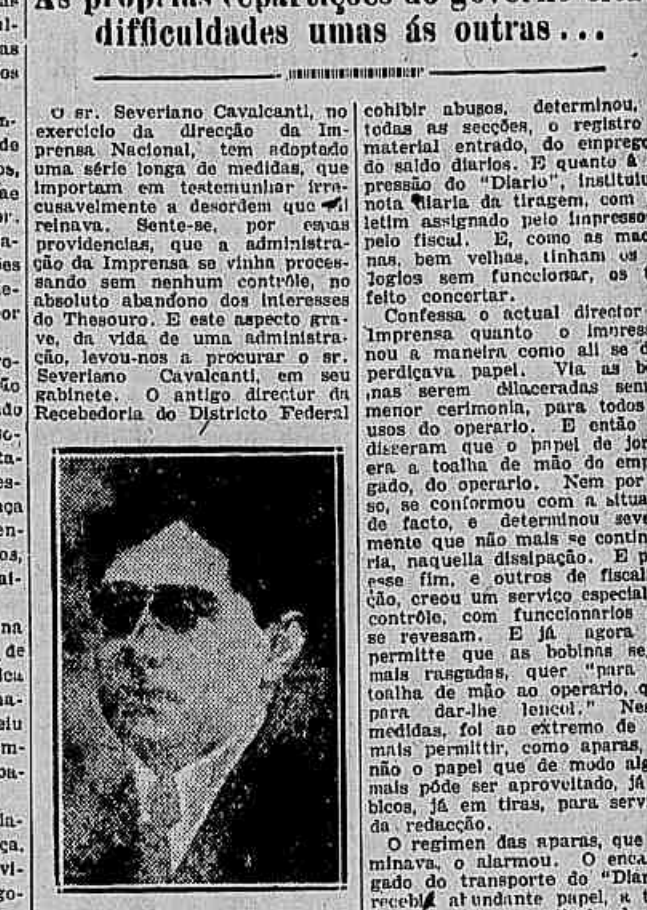 As proprias repartições do governo
difficuldades umas ás outras...
O sr. Severiano Cavalcanti, no
exercicio da direcção da Im-
prensa Nacional, tem adoptado
uma série longa de medidas, que
importam em testemunhar irre-
cusavelmente a desordem que
reinava. Sente-se, por essas
providencias, que a administra-
ção da Imprensa se vinha proces-
sando sem nenhum contrôle, no
absoluto abandono dos interesses
do Thesouro. E este aspecto gra-
ve, da vida de uma administra-
ção, levou-nos a procurar o sr.
Severiano Cavalcanti, em seu
gabinete. O antigo director da
Recebedoria do Districto Federal
cohibir abusos, determinou,
todas as secções, o registro
material entrado, do emprego
do saldo diarios. E quanto á
pressão do "Diario", instituiu
nota diaria da tiragem, com
letim assignado pelo impresso
pelo fiscal. E, como as mac
nas, bem velhas, tinham os
logios sem funccionar, os
feito concertar.
Confessa o actual director
Imprensa quanto o impres
nou a maneira como ali se d
perdiçava papel. Via as b
nas serem dilaceradas sem
menor cerimonia, para todos
usos do operario. E então
disseram que o papel de jor
era a toalha de mão do emp
gado, do operario. Nem por
so, se conformou com a situa
de facto, e determinou seve
mente que não mais se contin
ria, naquella dissipação. E p
esse fim, e outros de fiscal
ção, creou um serviço especial
contrôle, com funccionarios
se revesam. E já agora
permitte que as bobinas se
mais rasgadas, quer "para
toalha de mão ao operario, q
para dar-lhe lencol." Nes
medidas, foi ao extremo de
mais permittir, como aparas,
não o papel que de modo alg
mais póde ser aproveitado, já
bicos, já em tiras, para serv
da redacção.
O regimen das aparas, que
minava, o alarmou. O enca
gado do transporte do "Diar
recebia abundante papel, a